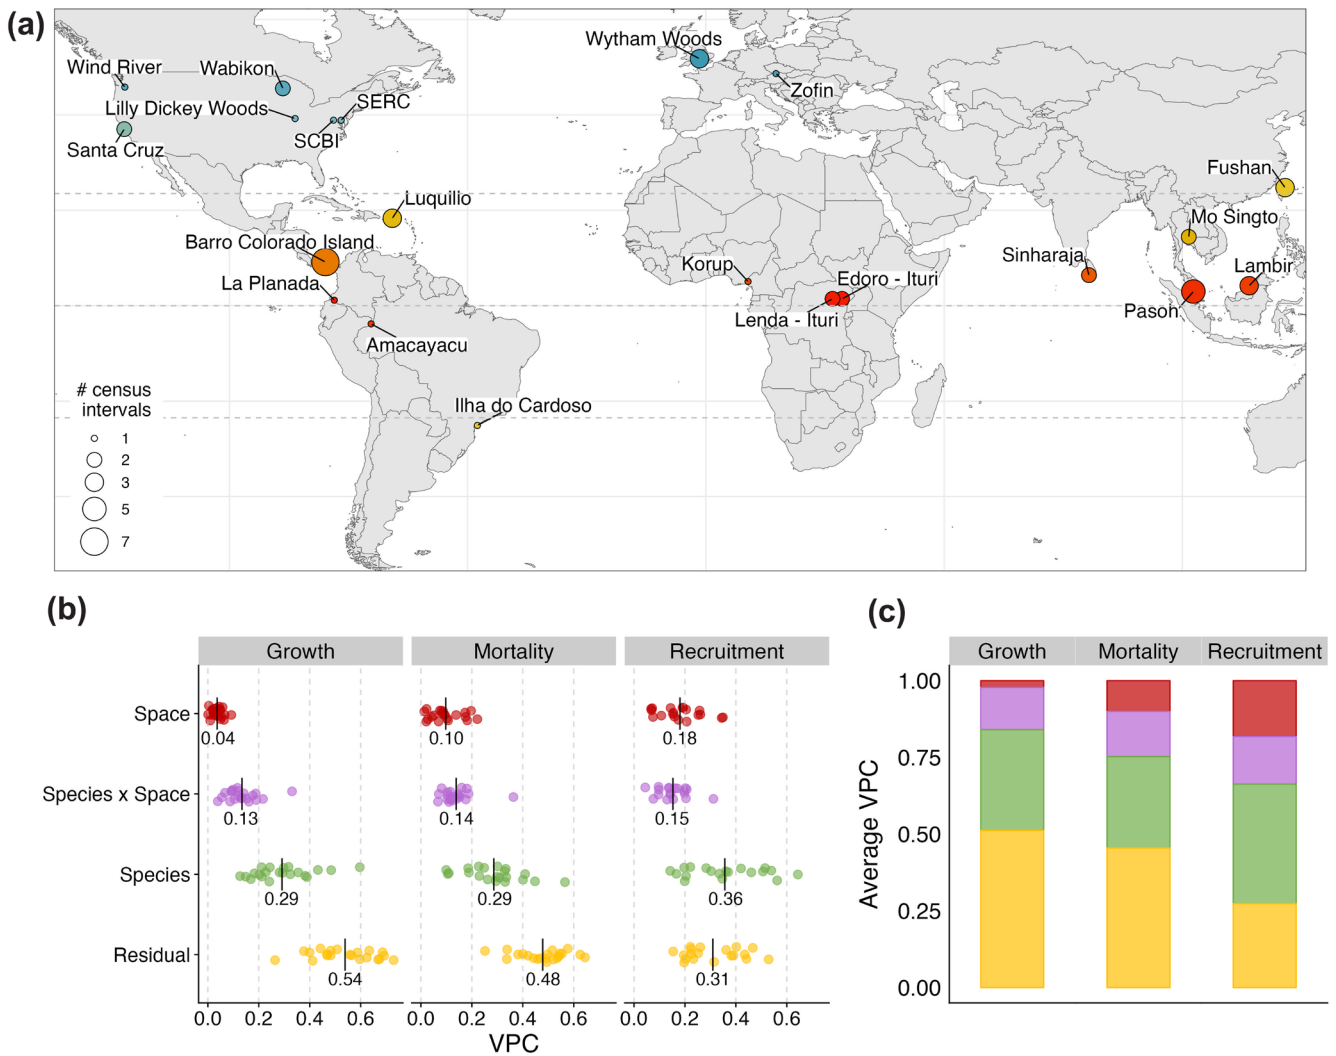 (a)
Wytham Woods
Wind River
Wabikon
Zofin
Lilly Dickey Woods
SERC
SCBI
Santa Cruz
Fushan
Luquillo
Mo Singto
Barro Colorado Island
Sinharaja
Korup
Edoro - Ituri
Lambir
La Planada
Pasoh
Lenda - Ituri
Amacayacu
# census
intervals
Ilha do Cardoso
1
2
3
5
7
(b)
Growth
Mortality
Recruitment
Space
0.04
0.10
0.18
Species x Space
0.13
0.14
0.15
Species
0.29
0.29
0.36
Residual
0.54
0.48
0.31
0.0 0.2 0.4 0.6
0.0 0.2 0.4 0.6
0.0 0.2 0.4 0.6
VPC
(c)
Growth
Mortality
Recruitment
1.00
0.75
0.50
0.25
0.00
Average VPC